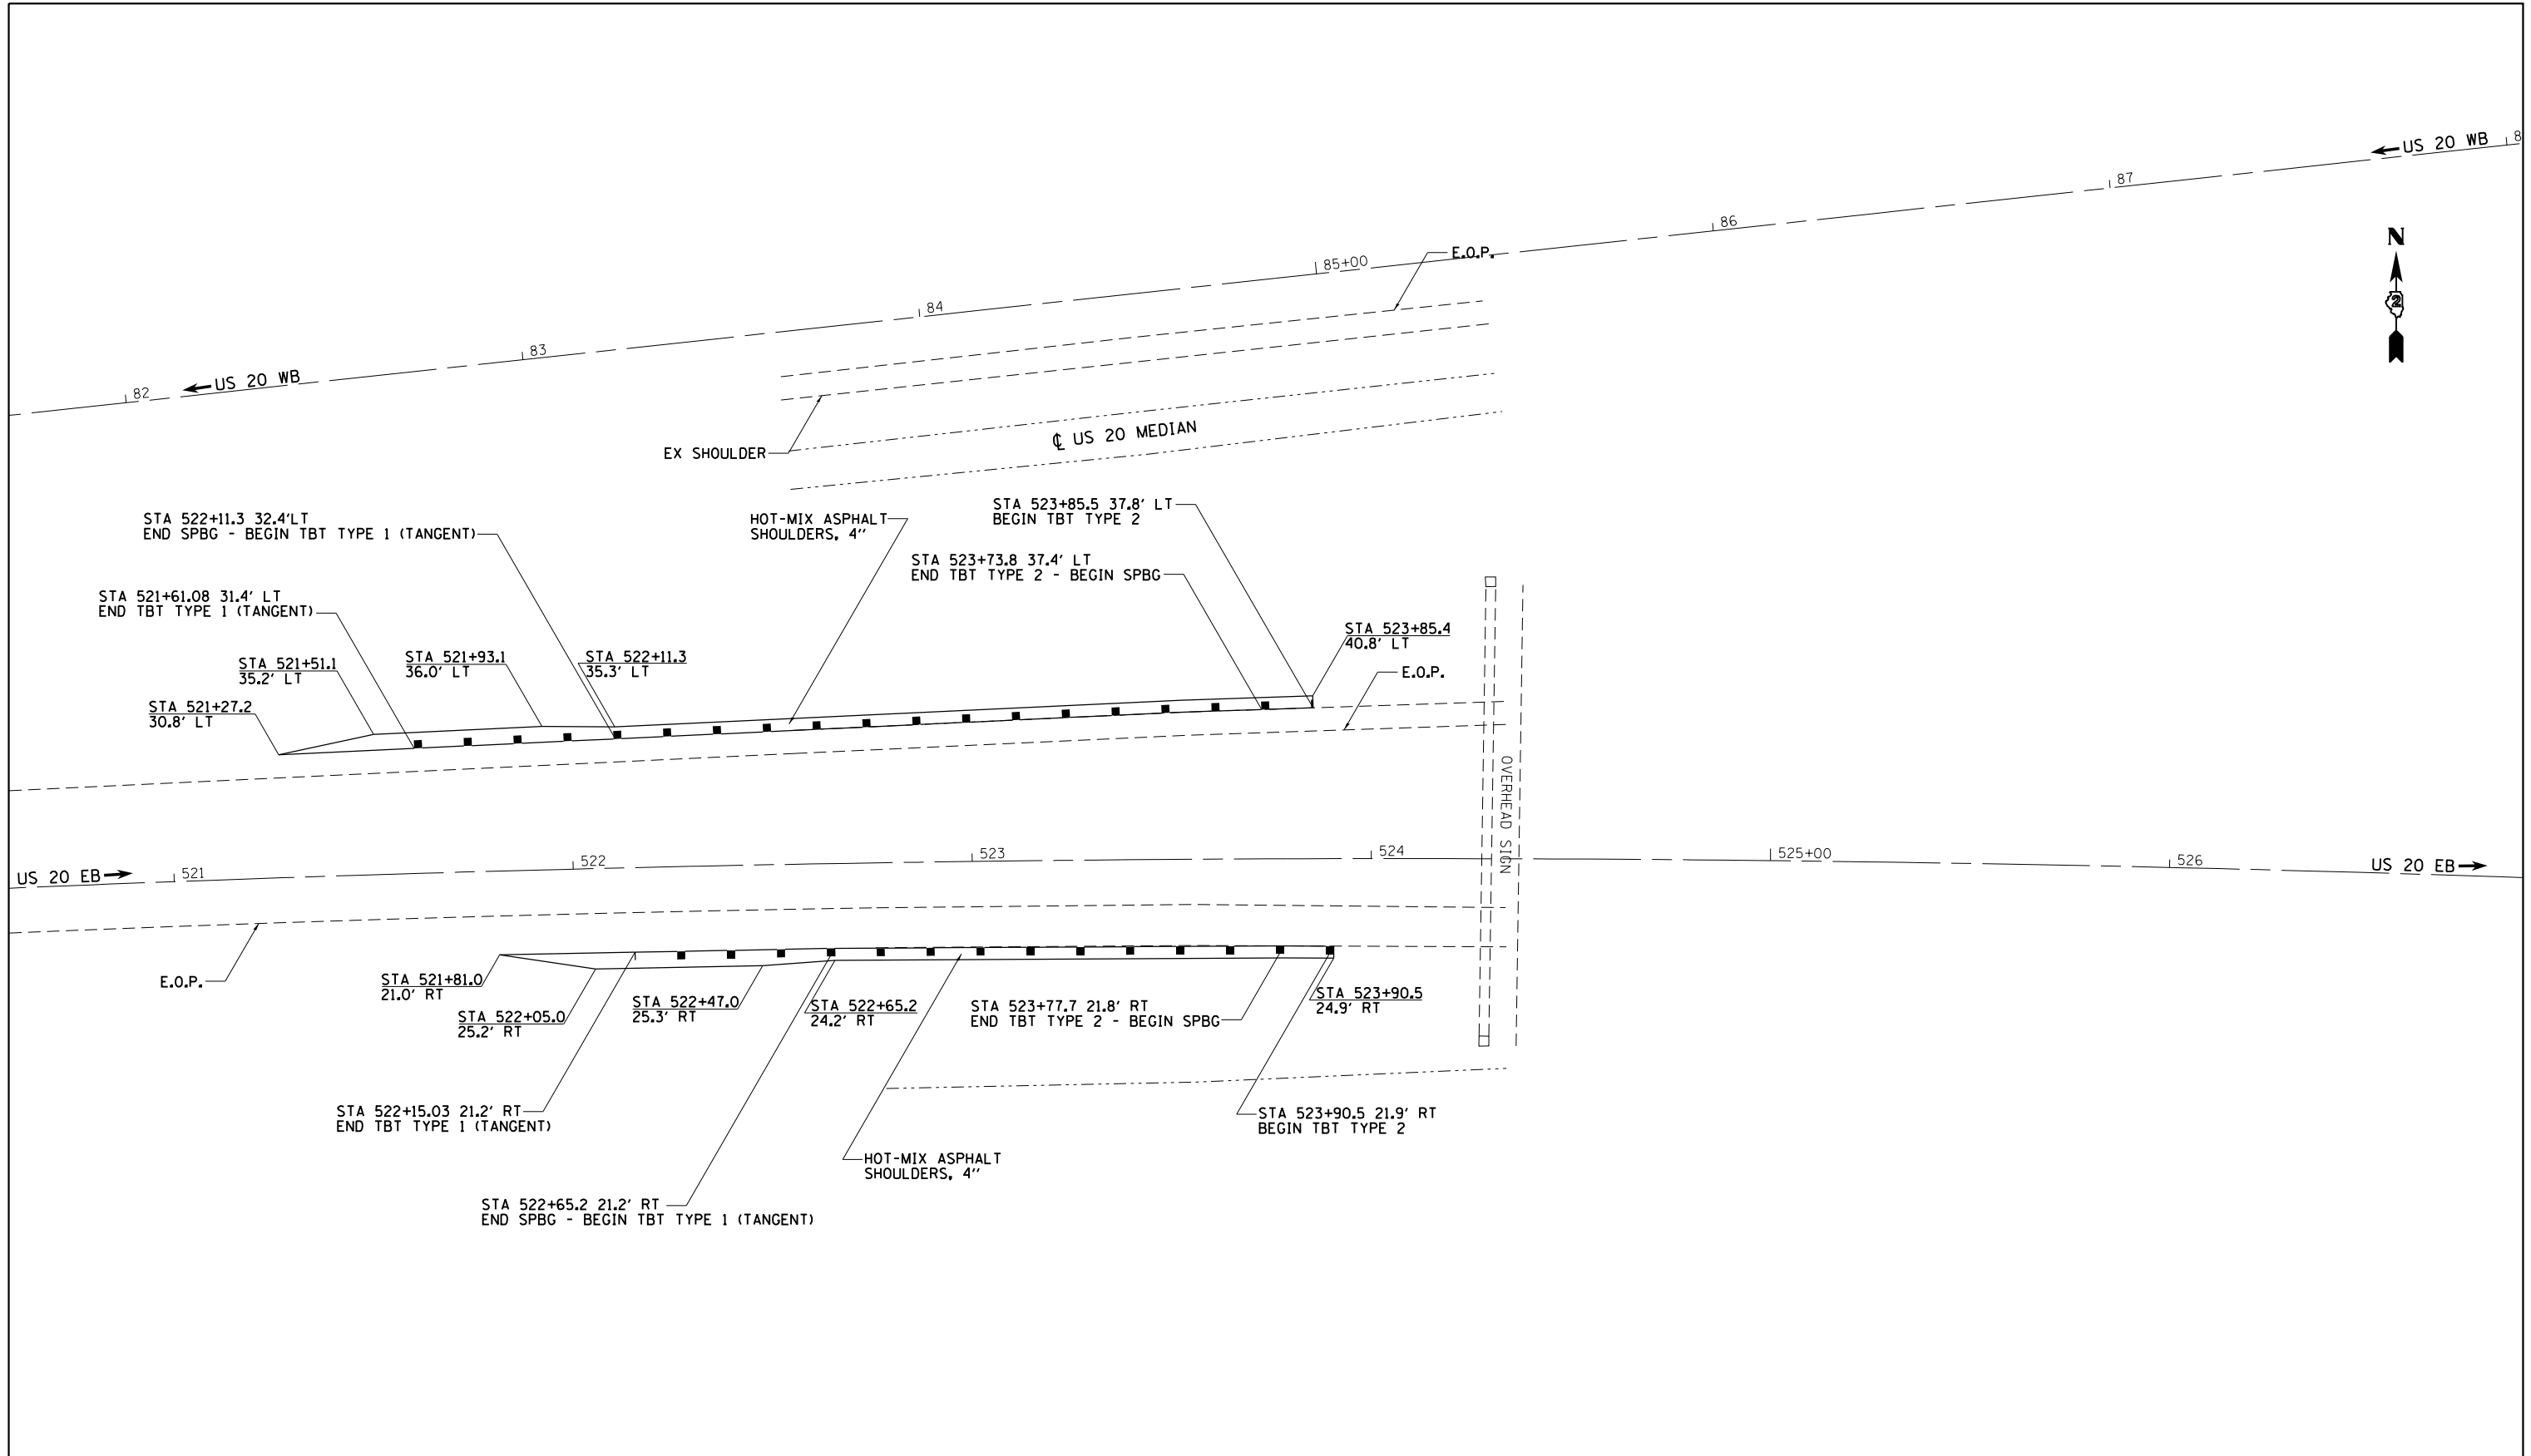 8
US 20 WB
87
86
N
2
E.O.P.
85+00
84
83
US 20 WB
82
℄ US 20 MEDIAN
EX SHOULDER
STA 522+11.3 32.4'LT
END SPBG - BEGIN TBT TYPE 1 (TANGENT)
HOT-MIX ASPHALT
SHOULDERS, 4''
STA 523+85.5 37.8' LT
BEGIN TBT TYPE 2
STA 523+73.8 37.4' LT
END TBT TYPE 2 - BEGIN SPBG
STA 521+61.08 31.4' LT
END TBT TYPE 1 (TANGENT)
STA 523+85.4
40.8' LT
STA 521+51.1
35.2' LT
STA 521+93.1
36.0' LT
STA 522+11.3
35.3' LT
E.O.P.
STA 521+27.2
30.8' LT
OVERHEAD SIGN
US 20 EB
521
522
523
524
525+00
526
US 20 EB
E.O.P.
STA 521+81.0
21.0' RT
STA 522+05.0
25.2' RT
STA 522+47.0
25.3' RT
STA 522+65.2
24.2' RT
STA 523+77.7 21.8' RT
END TBT TYPE 2 - BEGIN SPBG
STA 523+90.5
24.9' RT
STA 522+15.03 21.2' RT
END TBT TYPE 1 (TANGENT)
STA 523+90.5 21.9' RT
BEGIN TBT TYPE 2
HOT-MIX ASPHALT
SHOULDERS, 4''
STA 522+65.2 21.2' RT
END SPBG - BEGIN TBT TYPE 1 (TANGENT)